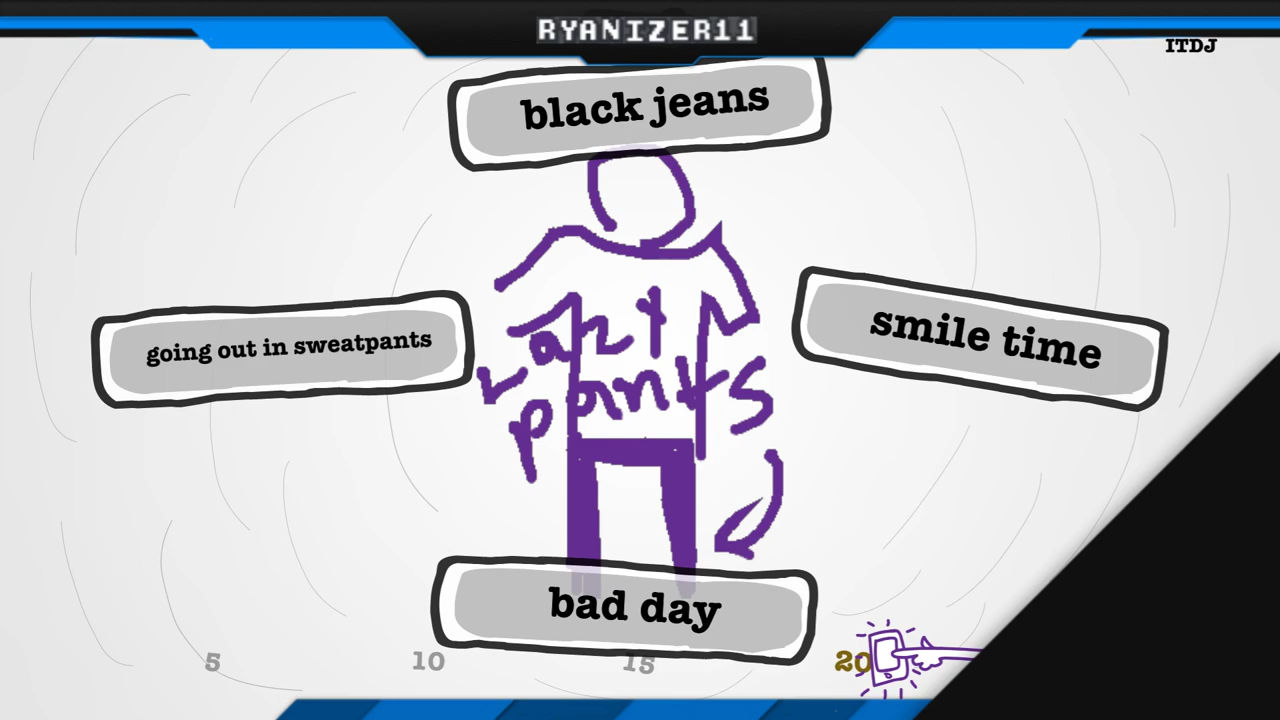 RYANIZER11
ITDJ
black jeans
going out in sweatpants
smile time
Lazy
pants
bad day
5 10 15 20